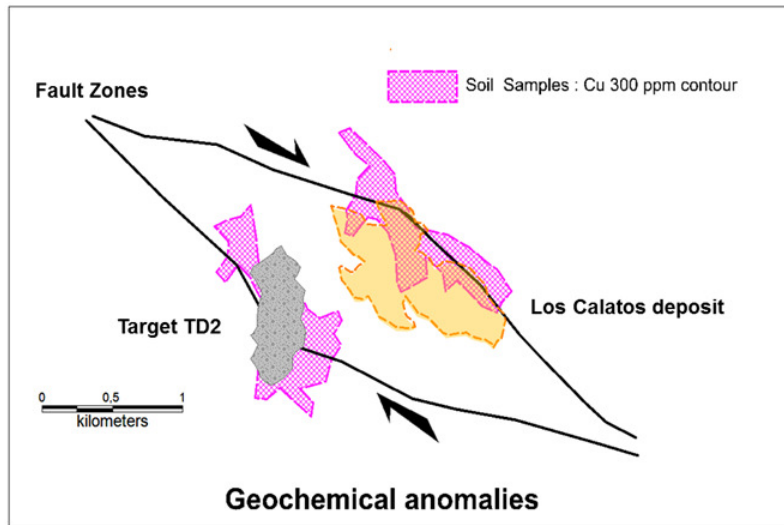 Soil Samples : Cu 300 ppm contour
Fault Zones
Los Calatos deposit
Target TD2
0 0,5 1
kilometers
Geochemical anomalies